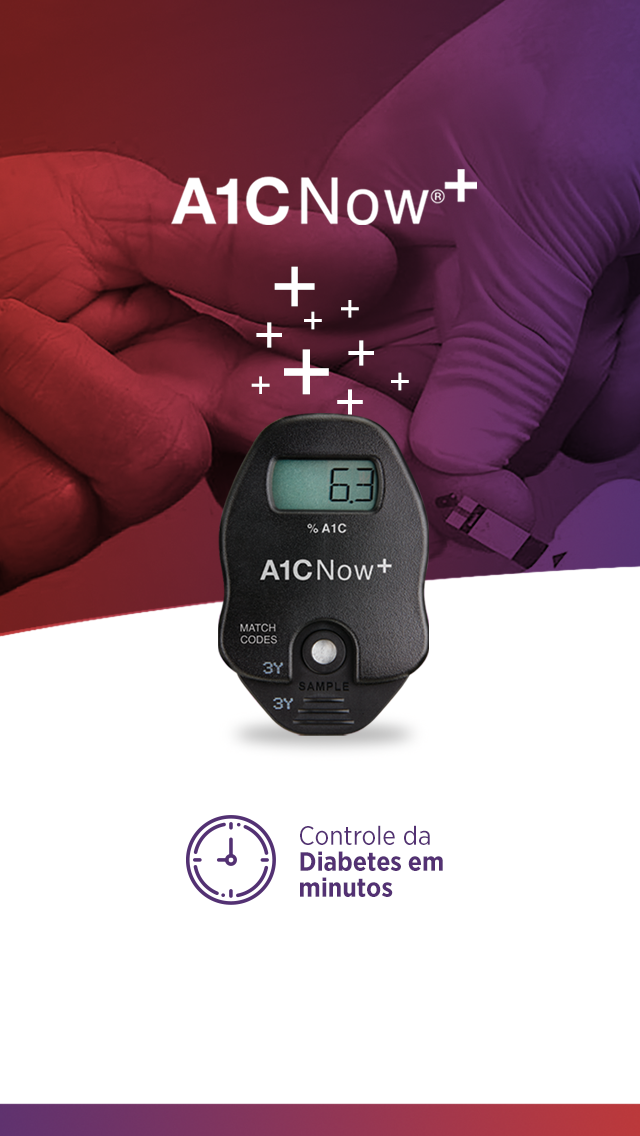 A1CNow®+
6.3
% A1C
A1CNow+
MATCH
CODES
3Y
SAMPLE
3Y
Controle da
Diabetes em
minutos